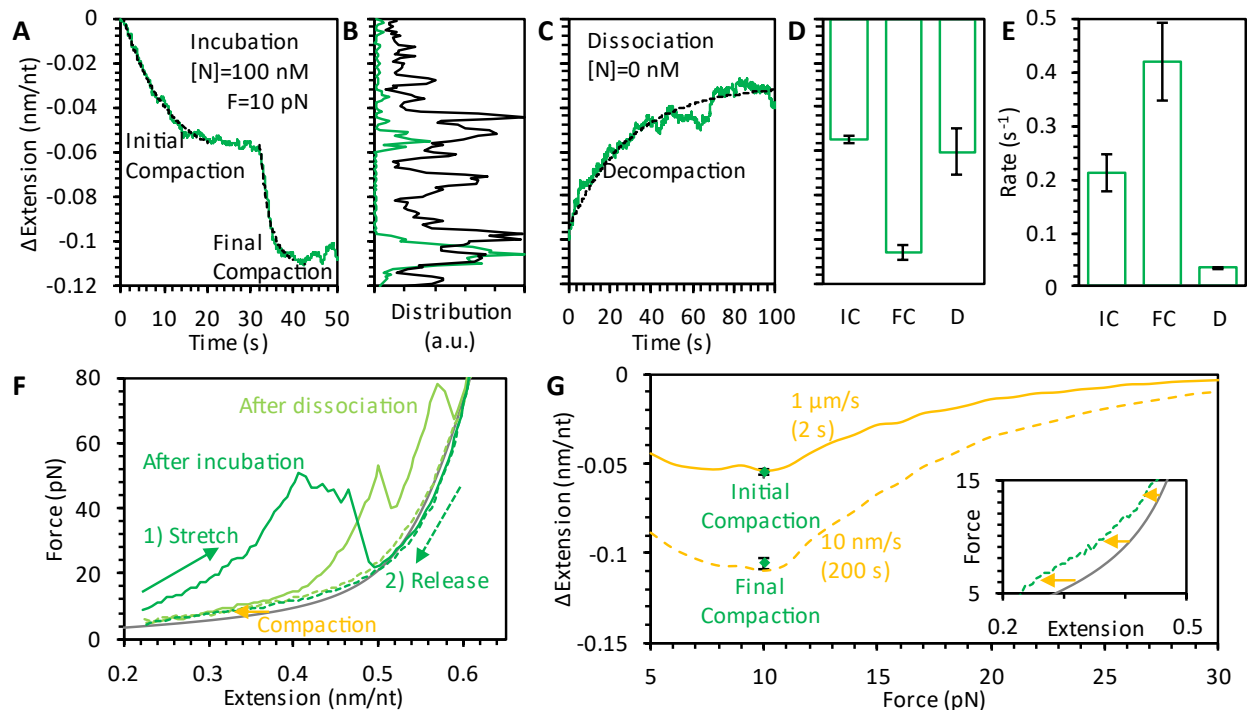 A
Incubation
[N]=100 nM
F=10 pN
Initial
Compaction
Final
Compaction
ΔExtension (nm/nt)
0
-0.02
-0.04
-0.06
-0.08
-0.1
-0.12
0 10 20 30 40 50
Time (s)
B
Distribution
(a.u.)
C
Dissociation
[N]=0 nM
Decompaction
0 20 40 60 80 100
Time (s)
D
IC FC D
E
Rate (s⁻¹)
0.5
0.4
0.3
0.2
0.1
0
IC FC D
F
After dissociation
After incubation
1) Stretch
2) Release
Compaction
Force (pN)
80
60
40
20
0
0.2 0.3 0.4 0.5 0.6
Extension (nm/nt)
G
1 µm/s
(2 s)
Initial
Compaction
10 nm/s
(200 s)
Final
Compaction
ΔExtension (nm/nt)
0
-0.05
-0.1
-0.15
5 10 15 20 25 30
Force (pN)
15
Force
5
0.2 Extension 0.5